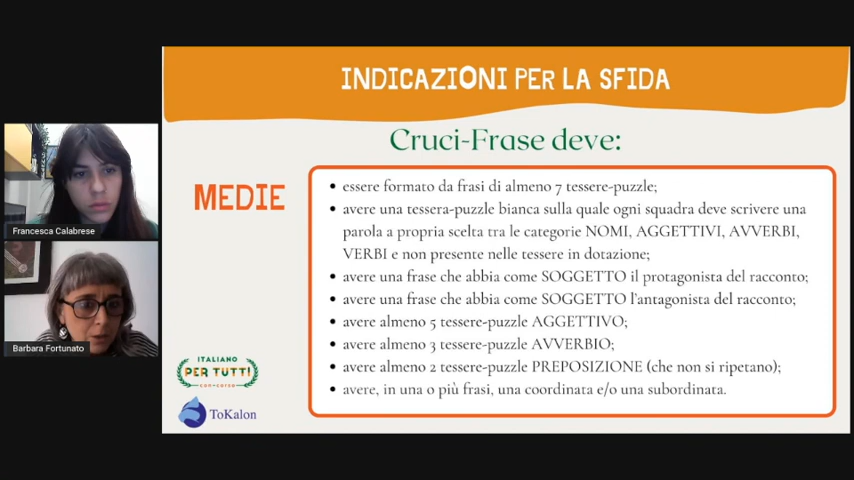 INDICAZIONI PER LA SFIDA
Cruci-Frase deve:
MEDIE
• essere formato da frasi di almeno 7 tessere-puzzle;
• avere una tessera-puzzle bianca sulla quale ogni squadra deve scrivere una
parola a propria scelta tra le categorie NOMI, AGGETTIVI, AVVERBI,
VERBI e non presente nelle tessere in dotazione;
• avere una frase che abbia come SOGGETTO il protagonista del racconto;
• avere una frase che abbia come SOGGETTO l'antagonista del racconto;
• avere almeno 5 tessere-puzzle AGGETTIVO;
• avere almeno 3 tessere-puzzle AVVERBIO;
• avere almeno 2 tessere-puzzle PREPOSIZIONE (che non si ripetano);
• avere, in una o più frasi, una coordinata e/o una subordinata.
Francesca Calabrese
Barbara Fortunato
ITALIANO
PER TUTTI
con-corso
ToKalon